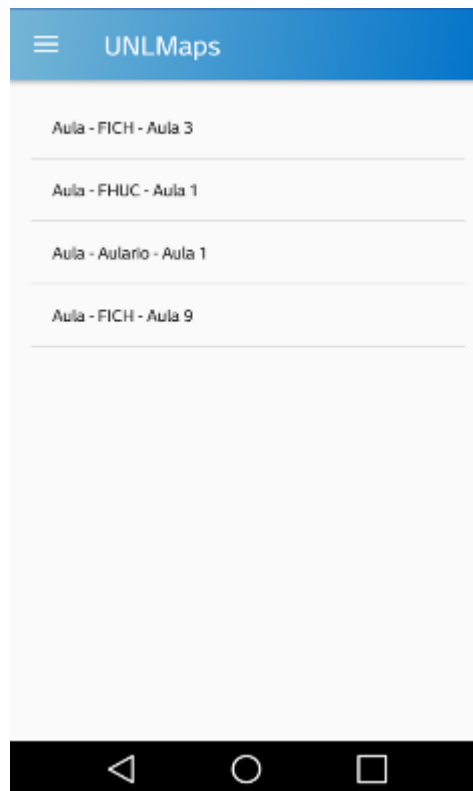 UNLMaps
Aula - FICH - Aula 3
Aula - FHUC - Aula 1
Aula - Aulario - Aula 1
Aula - FICH - Aula 9